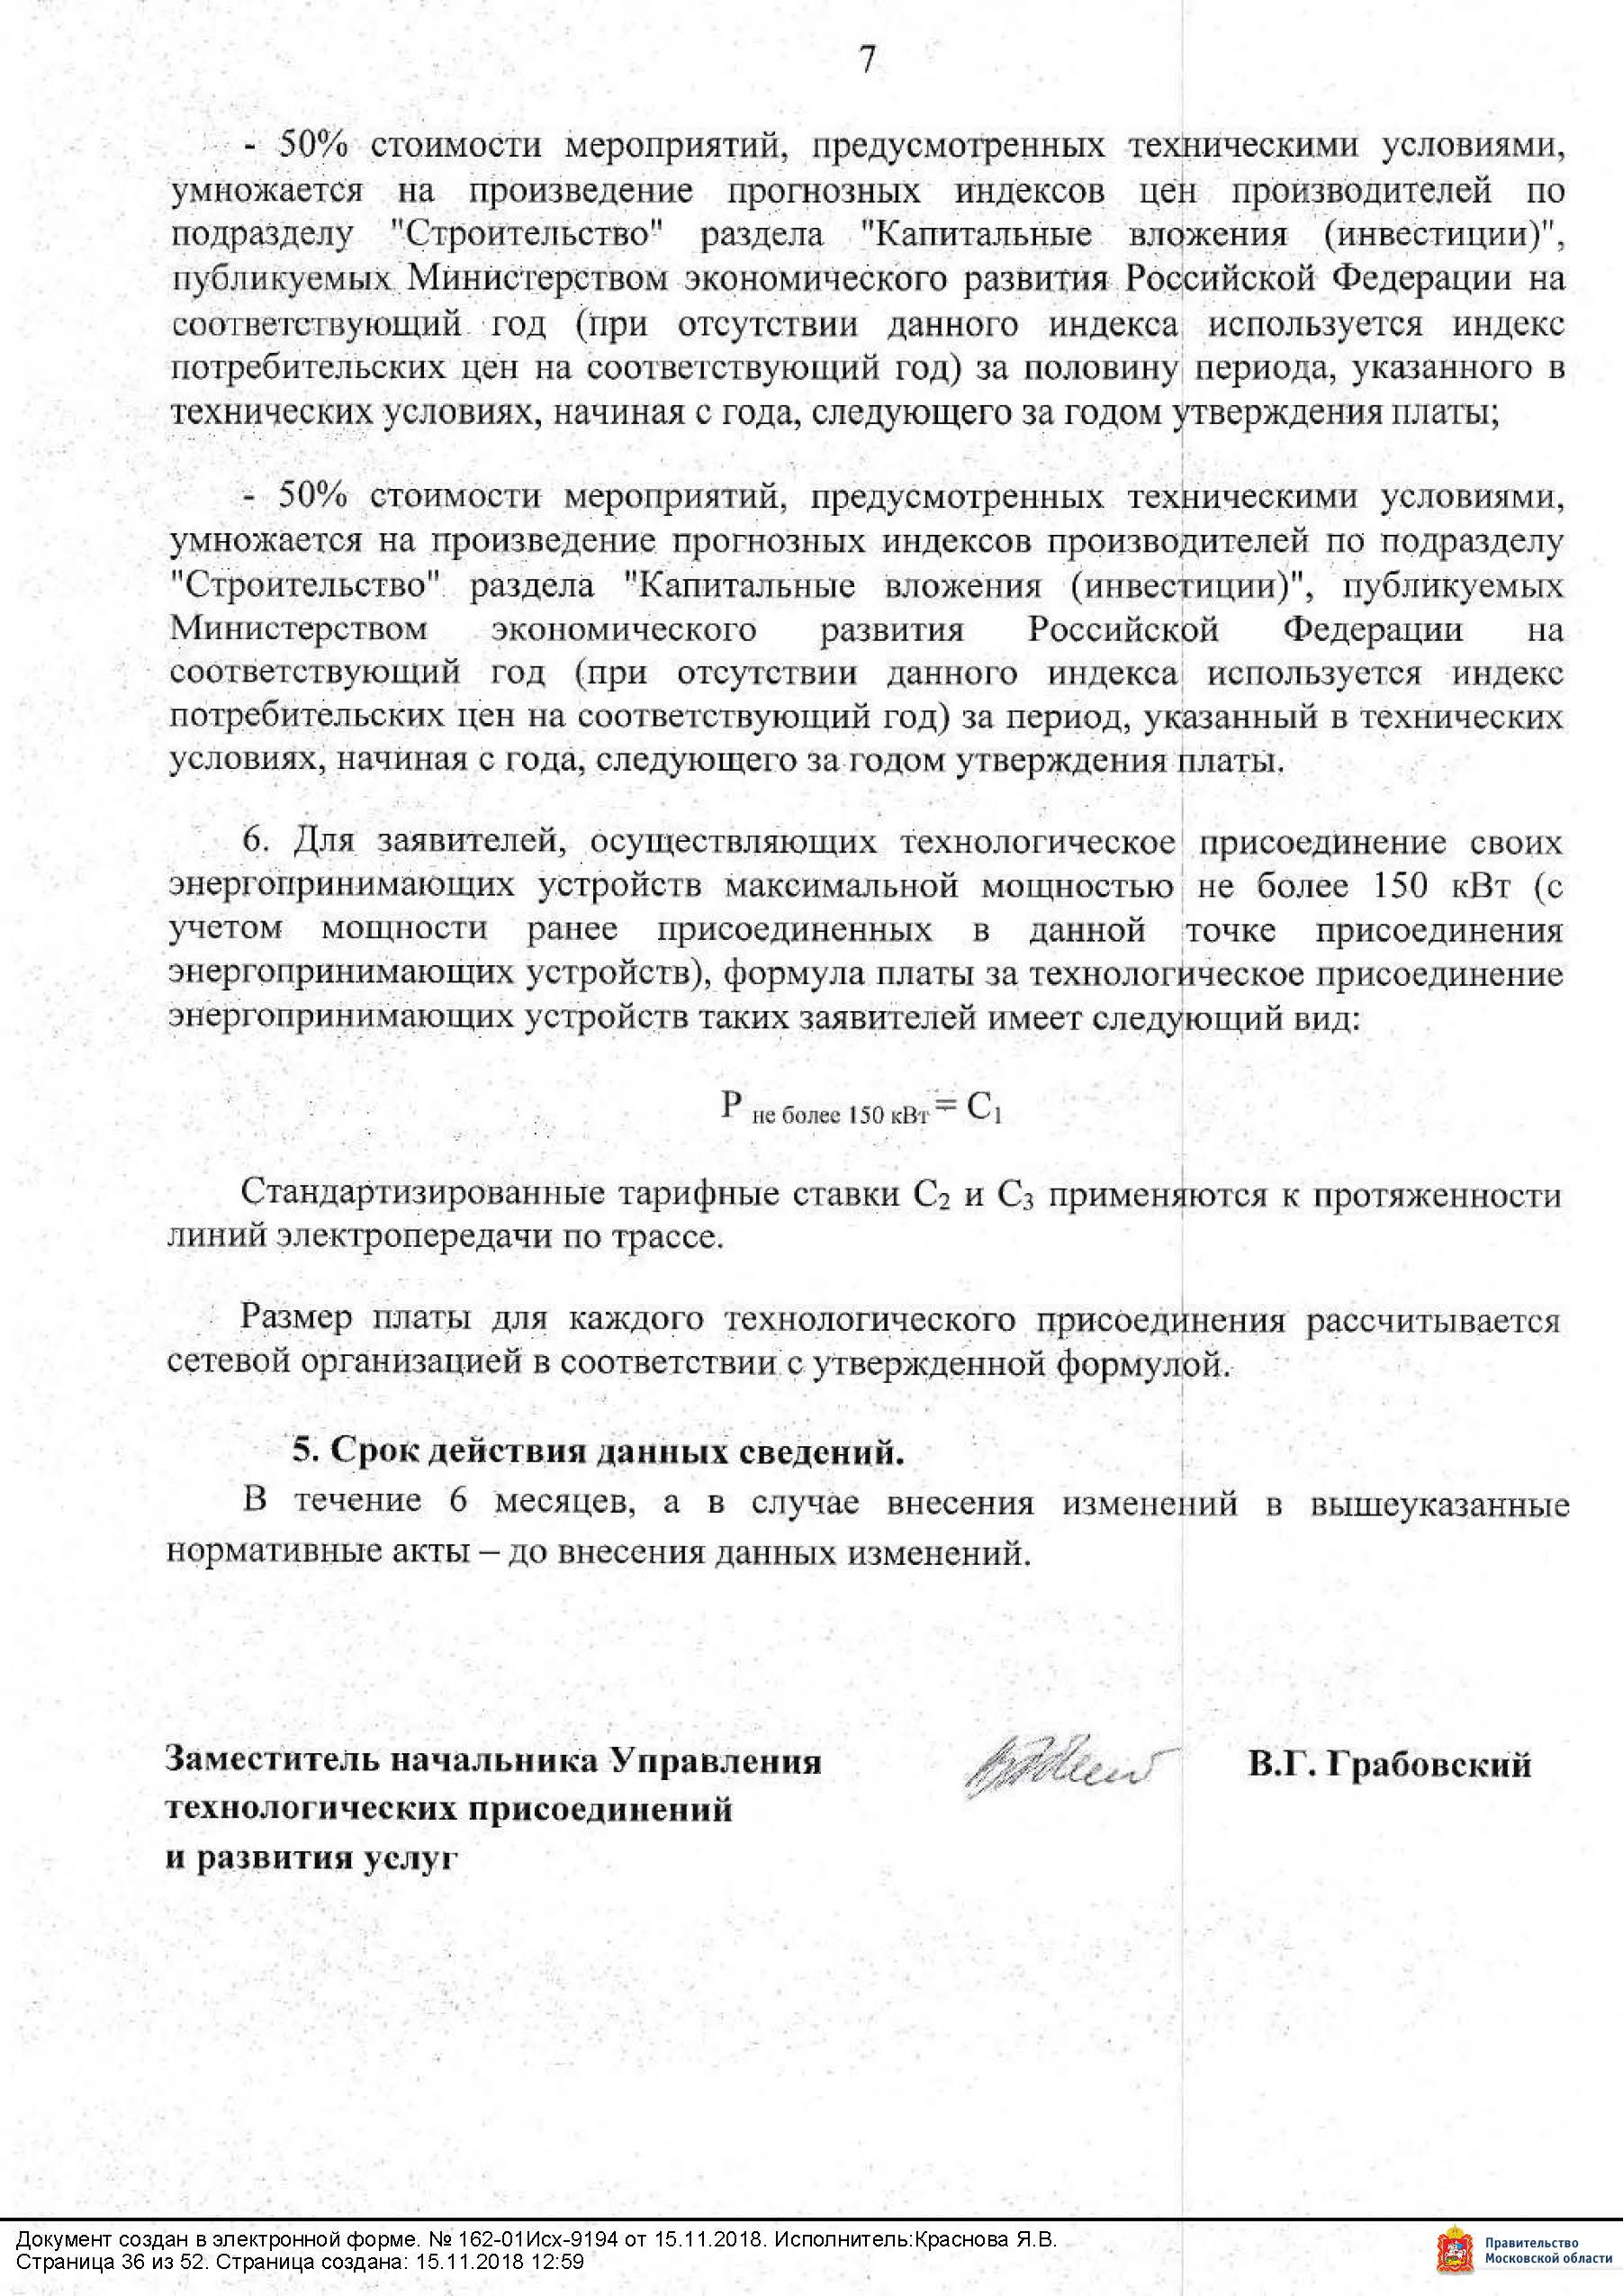 7
- 50% стоимости мероприятий, предусмотренных техническими условиями,
умножается на произведение прогнозных индексов цен производителей по
подразделу "Строительство" раздела "Капитальные вложения (инвестиции)",
публикуемых Министерством экономического развития Российской Федерации на
соответствующий год (при отсутствии данного индекса используется индекс
потребительских цен на соответствующий год) за половину периода, указанного в
технических условиях, начиная с года, следующего за годом утверждения платы;
- 50% стоимости мероприятий, предусмотренных техническими условиями,
умножается на произведение прогнозных индексов производителей по подразделу
"Строительство" раздела "Капитальные вложения (инвестиции)", публикуемых
Министерством экономического развития Российской Федерации на
соответствующий год (при отсутствии данного индекса используется индекс
потребительских цен на соответствующий год) за период, указанный в технических
условиях, начиная с года, следующего за годом утверждения платы.
6. Для заявителей, осуществляющих технологическое присоединение своих
энергопринимающих устройств максимальной мощностью не более 150 кВт (с
учетом мощности ранее присоединенных в данной точке присоединения
энергопринимающих устройств), формула платы за технологическое присоединение
энергопринимающих устройств таких заявителей имеет следующий вид:
Р не более 150 кВт = С1
Стандартизированные тарифные ставки С2 и С3 применяются к протяженности
линий электропередачи по трассе.
Размер платы для каждого технологического присоединения рассчитывается
сетевой организацией в соответствии с утвержденной формулой.
5. Срок действия данных сведений.
В течение 6 месяцев, а в случае внесения изменений в вышеуказанные
нормативные акты – до внесения данных изменений.
Заместитель начальника Управления
технологических присоединений
и развития услуг
В.Г. Грабовский
Документ создан в электронной форме. № 162-01Исх-9194 от 15.11.2018. Исполнитель:Краснова Я.В.
Страница 36 из 52. Страница создана: 15.11.2018 12:59
Правительство
Московской области